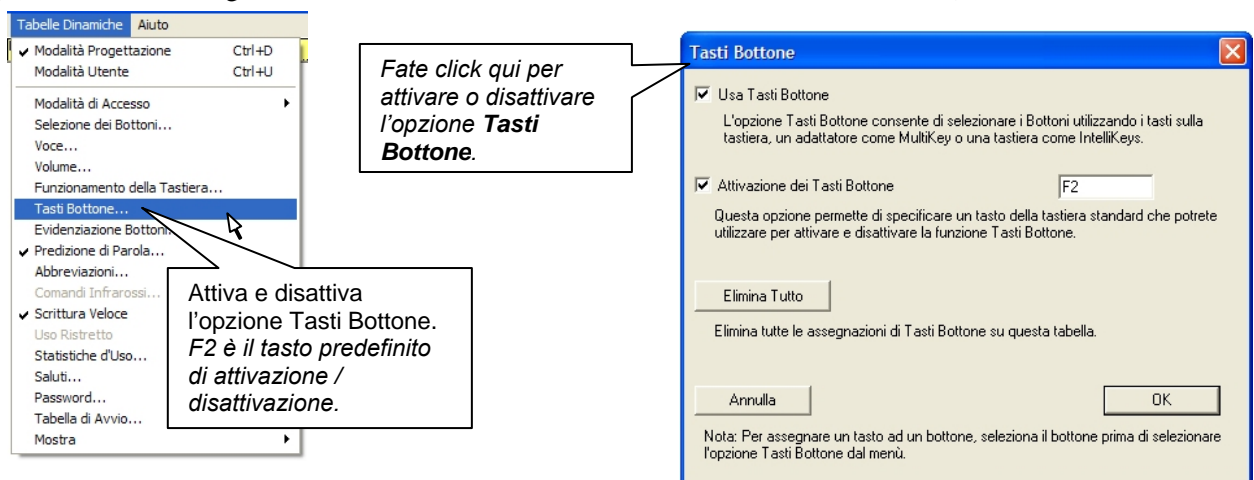 Tabelle Dinamiche Aiuto
Modalità Progettazione Ctrl+D
Modalità Utente Ctrl+U
Modalità di Accesso
Selezione dei Bottoni...
Voce...
Volume...
Funzionamento della Tastiera...
Tasti Bottone...
Evidenziazione Bottoni
Predizione di Parola...
Abbreviazioni...
Comandi Infrarossi...
Scrittura Veloce
Uso Ristretto
Statistiche d'Uso...
Saluti...
Password...
Tabella di Avvio...
Mostra
Attiva e disattiva
l’opzione Tasti Bottone.
F2 è il tasto predefinito
di attivazione /
disattivazione.
Fate click qui per
attivare o disattivare
l’opzione Tasti
Bottone.
Tasti Bottone
Usa Tasti Bottone
L'opzione Tasti Bottone consente di selezionare i Bottoni utilizzando i tasti sulla
tastiera, un adattatore come MultiKey o una tastiera come IntelliKeys.
Attivazione dei Tasti Bottone F2
Questa opzione permette di specificare un tasto della tastiera standard che potrete
utilizzare per attivare e disattivare la funzione Tasti Bottone.
Elimina Tutto
Elimina tutte le assegnazioni di Tasti Bottone su questa tabella.
Annulla OK
Nota: Per assegnare un tasto ad un bottone, seleziona il bottone prima di selezionare
l'opzione Tasti Bottone dal menù.